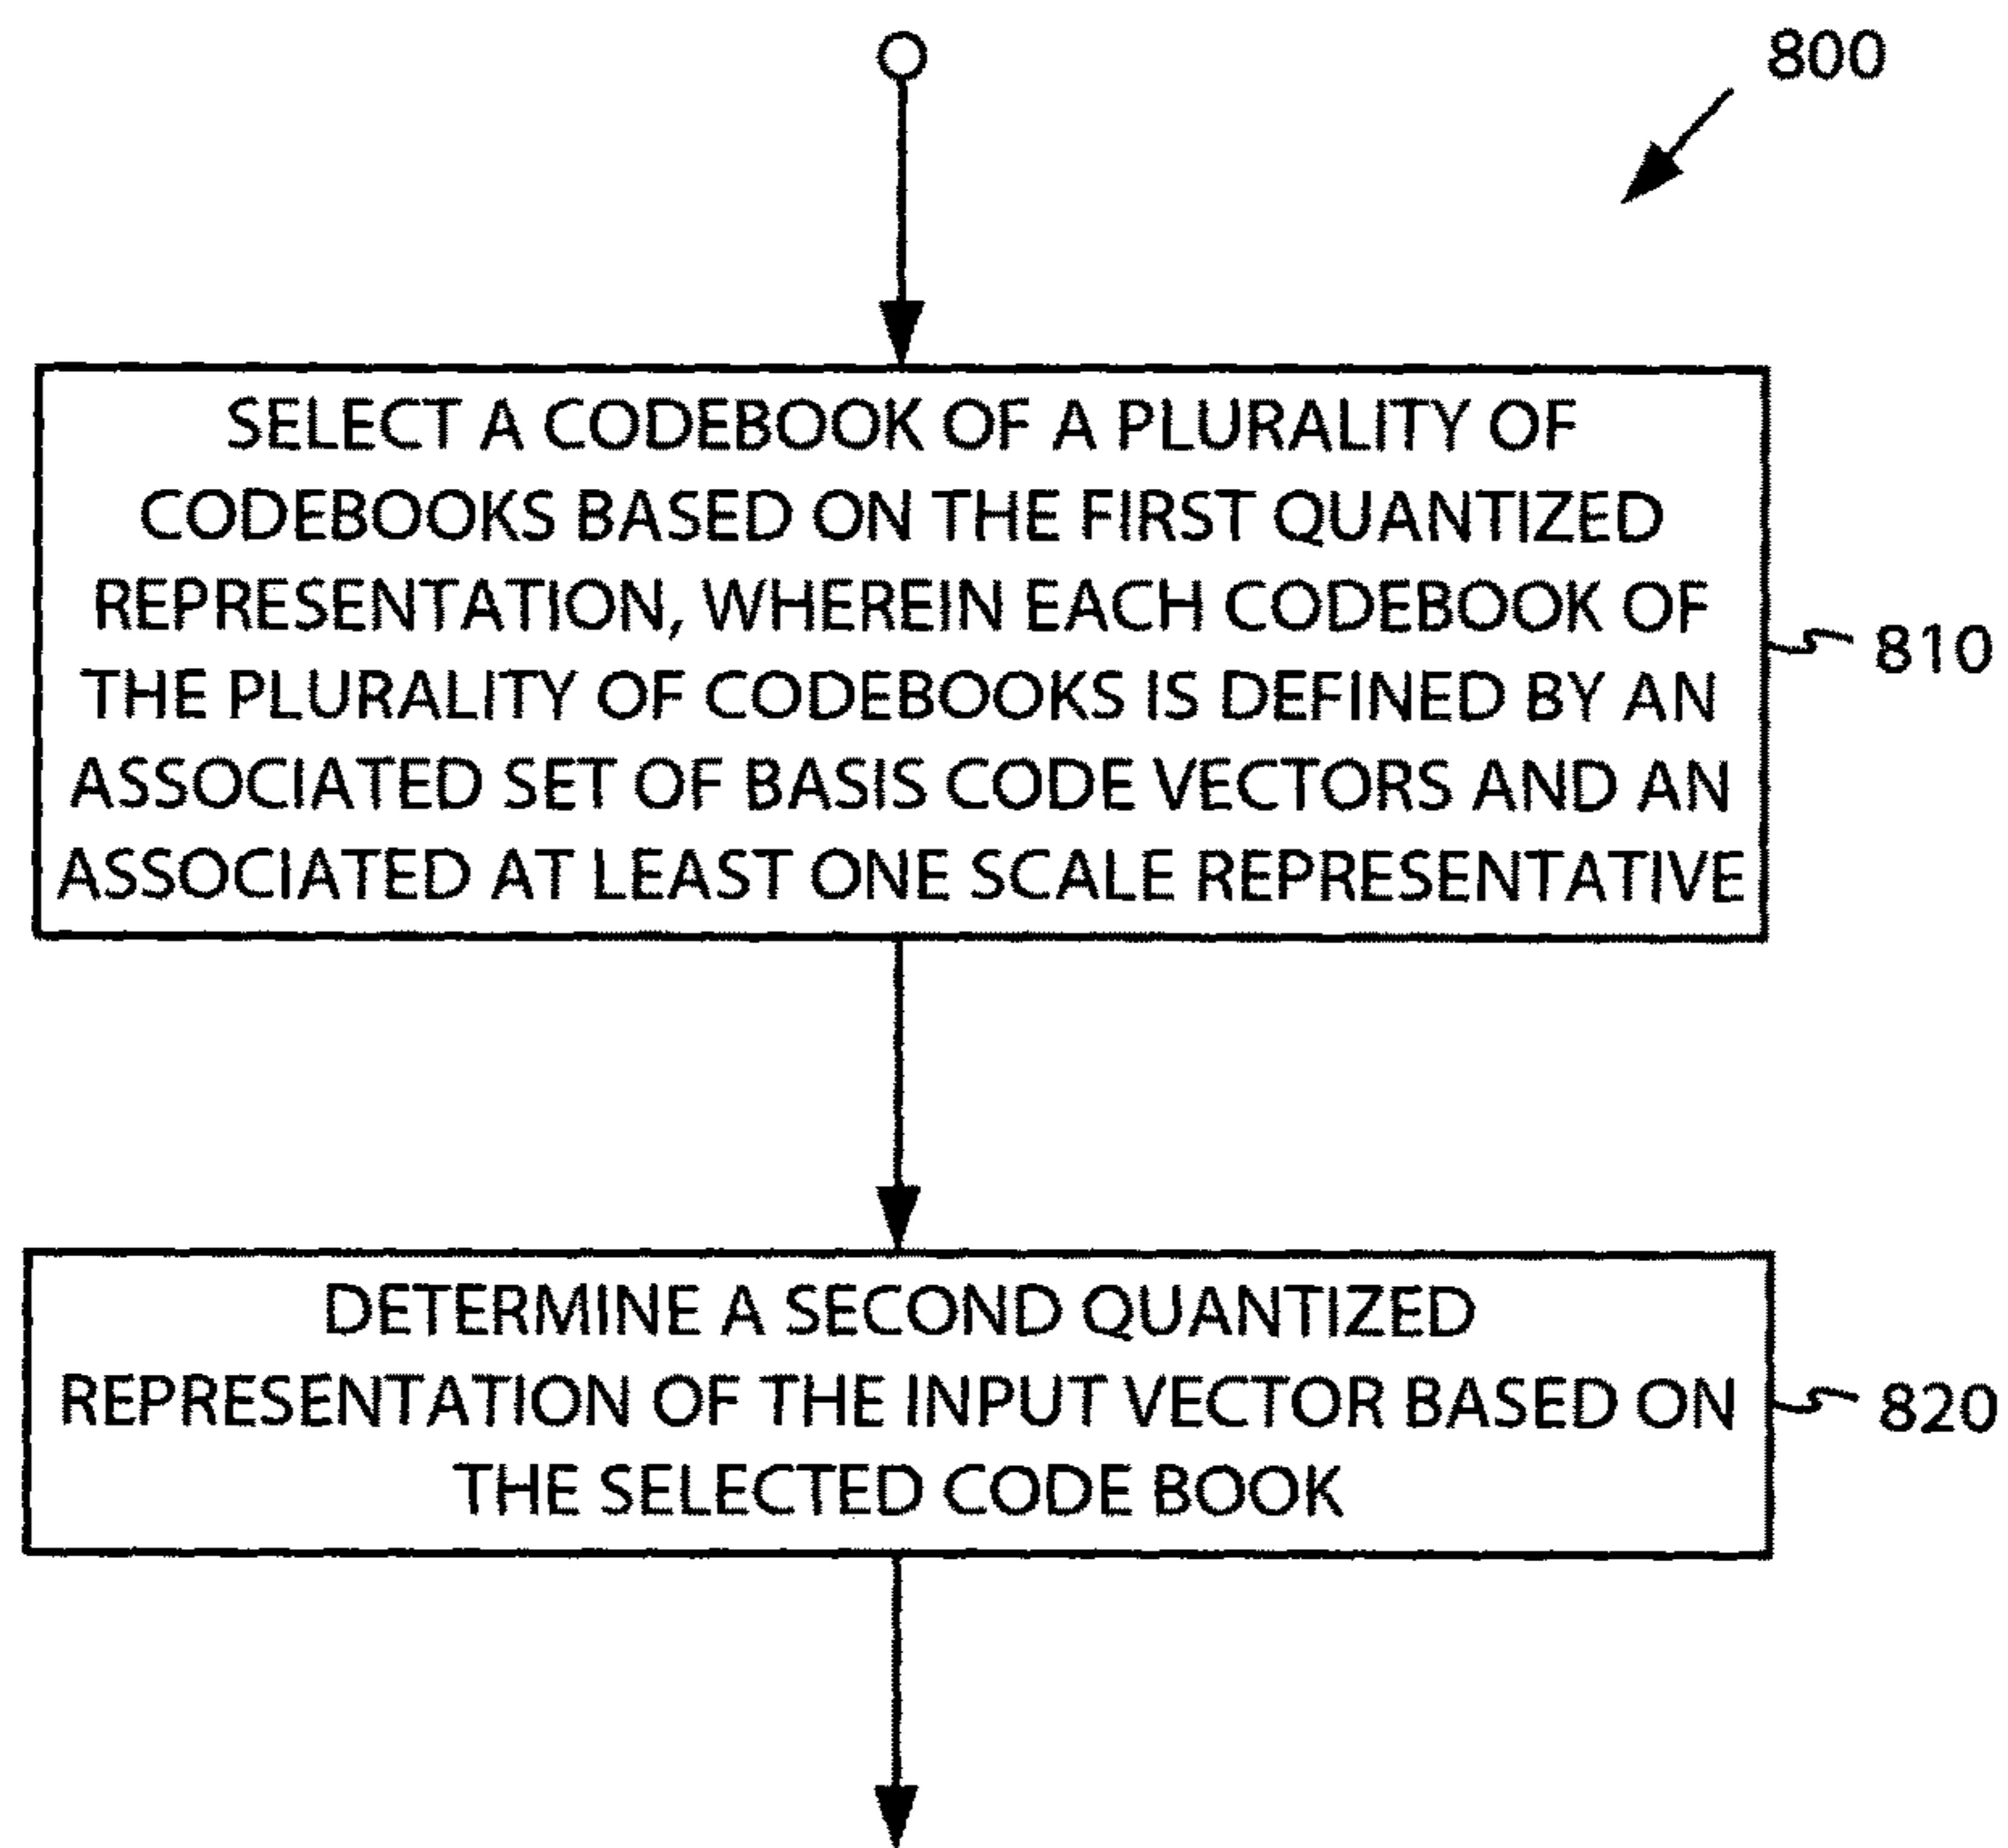 800
SELECT A CODEBOOK OF A PLURALITY OF
CODEBOOKS BASED ON THE FIRST QUANTIZED
REPRESENTATION, WHEREIN EACH CODEBOOK OF
THE PLURALITY OF CODEBOOKS IS DEFINED BY AN
ASSOCIATED SET OF BASIS CODE VECTORS AND AN
ASSOCIATED AT LEAST ONE SCALE REPRESENTATIVE
810
DETERMINE A SECOND QUANTIZED
REPRESENTATION OF THE INPUT VECTOR BASED ON
THE SELECTED CODE BOOK
820